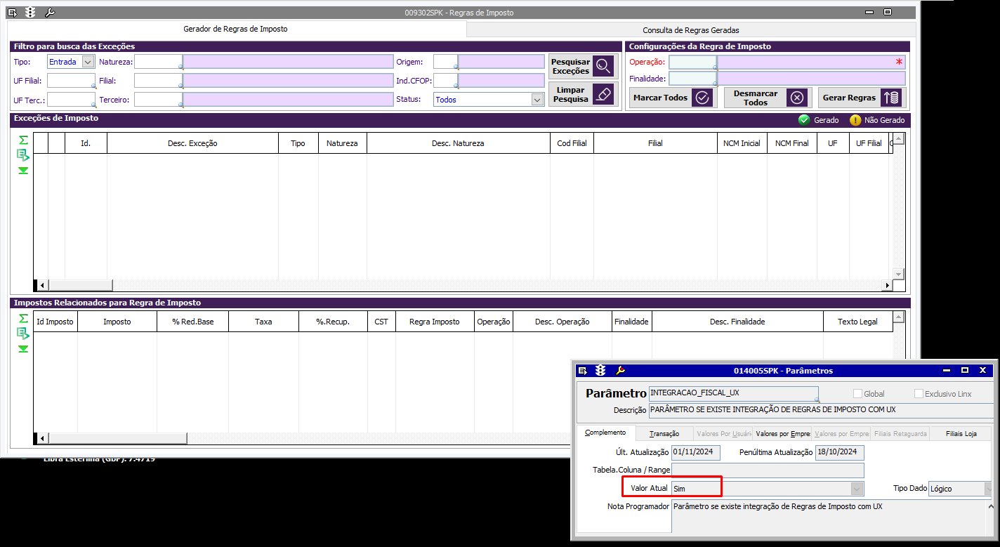 009302SPK - Regras de Imposto
Gerador de Regras de Imposto
Consulta de Regras Geradas
Filtro para busca das Exceções
Tipo: Entrada Natureza: Origem:
UF Filial: Filial: Ind.CFOP:
UF Terc.: Terceiro: Status: Todos
Pesquisar
Exceções
Limpar
Pesquisa
Configurações da Regra de Imposto
Operação: *
Finalidade:
Marcar Todos
Desmarcar
Todos
Gerar Regras
Exceções de Imposto
Gerado
Não Gerado
Id. Desc. Exceção Tipo Natureza Desc. Natureza Cod Filial Filial NCM Inicial NCM Final UF UF Filial
Impostos Relacionados para Regra de Imposto
Id Imposto Imposto % Red.Base Taxa %.Recup. CST Regra Imposto Operação Desc. Operação Finalidade Desc. Finalidade Texto Legal
Libra Esterlina (GBP): 7.4719
014005SPK - Parâmetros
Parâmetro INTEGRACAO_FISCAL_UX Global Exclusivo Linx
Descrição PARÂMETRO SE EXISTE INTEGRAÇÃO DE REGRAS DE IMPOSTO COM UX
Complemento Transação Valores Por Usuári Valores por Empre Valores por Empre Filiais Retaguarda Filiais Loja
Últ. Atualização 01/11/2024 Penúltima Atualização 18/10/2024
Tabela.Coluna / Range
Valor Atual Sim Tipo Dado Lógico
Nota Programador Parâmetro se existe integração de Regras de Imposto com UX